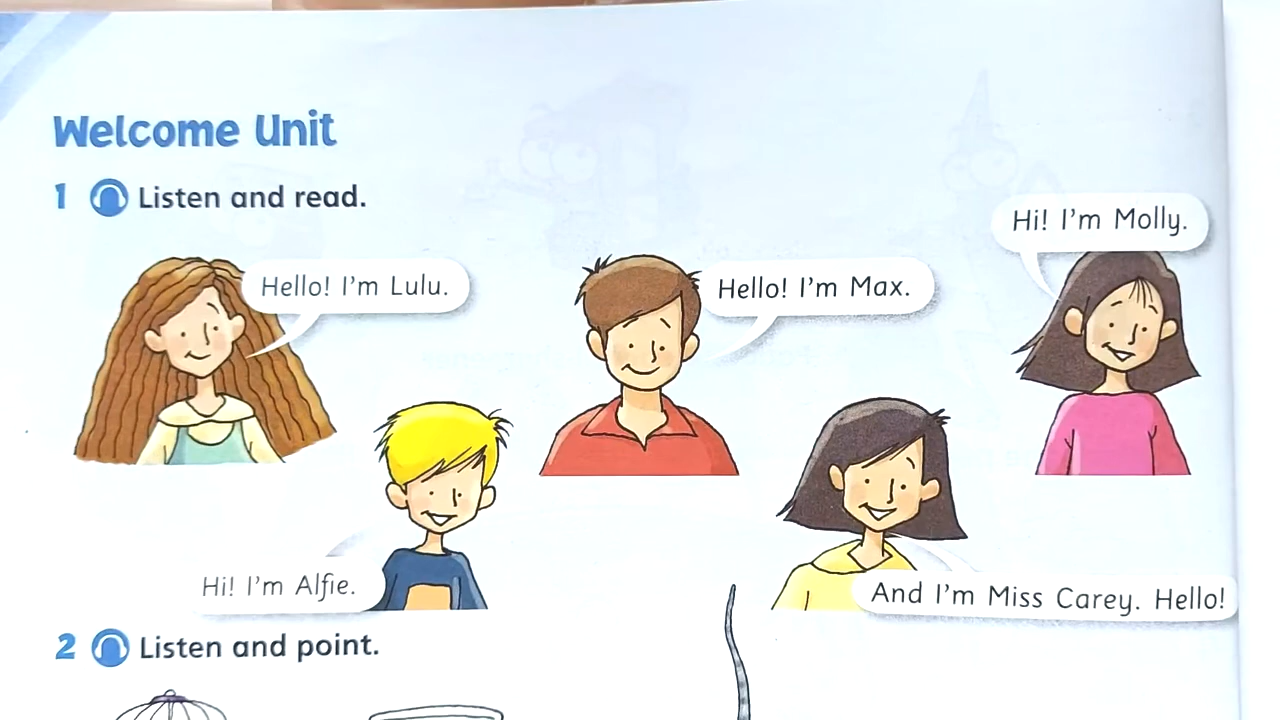 Welcome Unit
1 Listen and read.
Hello! I'm Lulu.
Hello! I'm Max.
Hi! I'm Molly.
Hi! I'm Alfie.
And I'm Miss Carey. Hello!
2 Listen and point.